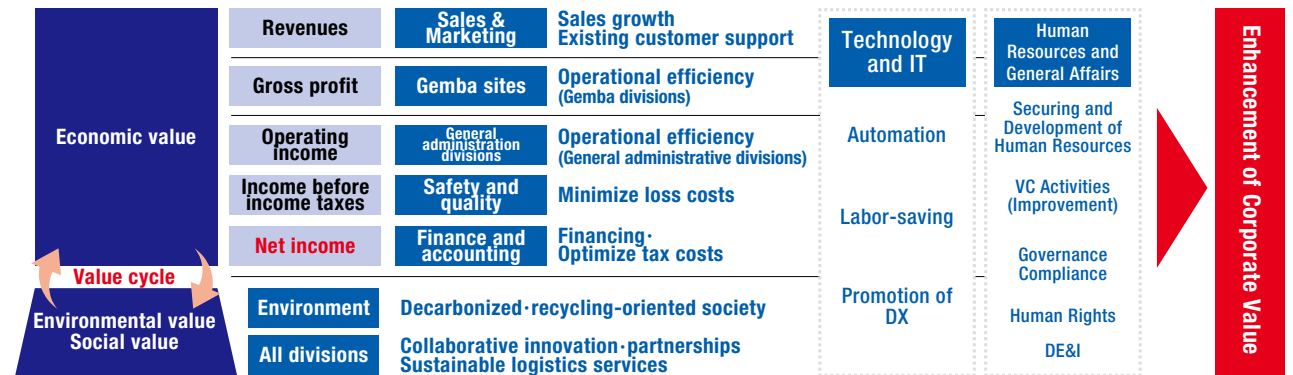 Economic value
Value cycle
Environmental value
Social value
Revenues
Sales &
Marketing
Sales growth
Existing customer support
Gross profit
Gemba sites
Operational efficiency
(Gemba divisions)
Operating
income
General
administration
divisions
Operational efficiency
(General administrative divisions)
Income before
income taxes
Safety and
quality
Minimize loss costs
Net income
Finance and
accounting
Financing・
Optimize tax costs
Environment
Decarbonized・recycling-oriented society
All divisions
Collaborative innovation・partnerships
Sustainable logistics services
Technology
and IT
Automation
Labor-saving
Promotion of
DX
Human
Resources and
General Affairs
Securing and
Development of
Human Resources
VC Activities
(Improvement)
Governance
Compliance
Human Rights
DE&I
Enhancement of Corporate Value